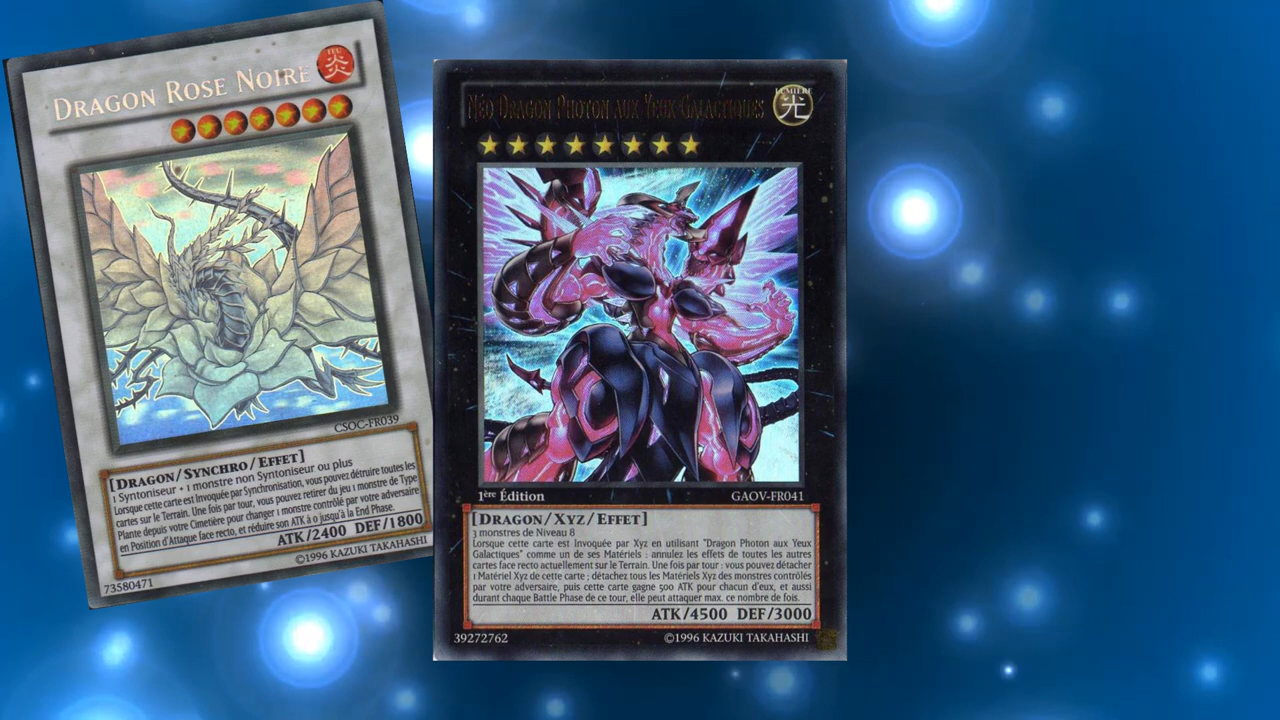 DRAGON ROSE NOIRE
FEU
炎
CSOC-FR039
[DRAGON/SYNCHRO/EFFET]
1 Syntoniseur + 1 monstre non Syntoniseur ou plus
Lorsque cette carte est Invoquée par Synchronisation, vous pouvez détruire toutes les
cartes sur le Terrain. Une fois par tour, vous pouvez retirer du jeu 1 monstre de Type
Plante depuis votre Cimetière pour changer 1 monstre contrôlé par votre adversaire
en Position d'Attaque face recto, et réduire son ATK à 0 jusqu'à la End Phase.
ATK/2400 DEF/1800
73580471
©1996 KAZUKI TAKAHASHI
Néo Dragon Photon aux Yeux Galactiques
LUMIÈRE
光
1ère Édition
GAOV-FR041
[DRAGON/XYZ/EFFET]
3 monstres de Niveau 8
Lorsque cette carte est Invoquée par Xyz en utilisant "Dragon Photon aux Yeux
Galactiques" comme un de ses Matériels : annulez les effets de toutes les autres
cartes face recto actuellement sur le Terrain. Une fois par tour : vous pouvez détacher
1 Matériel Xyz de cette carte ; détachez tous les Matériels Xyz des monstres contrôlés
par votre adversaire, puis cette carte gagne 500 ATK pour chacun d'eux, et aussi
durant chaque Battle Phase de ce tour, elle peut attaquer max. ce nombre de fois.
ATK/4500 DEF/3000
39272762
©1996 KAZUKI TAKAHASHI